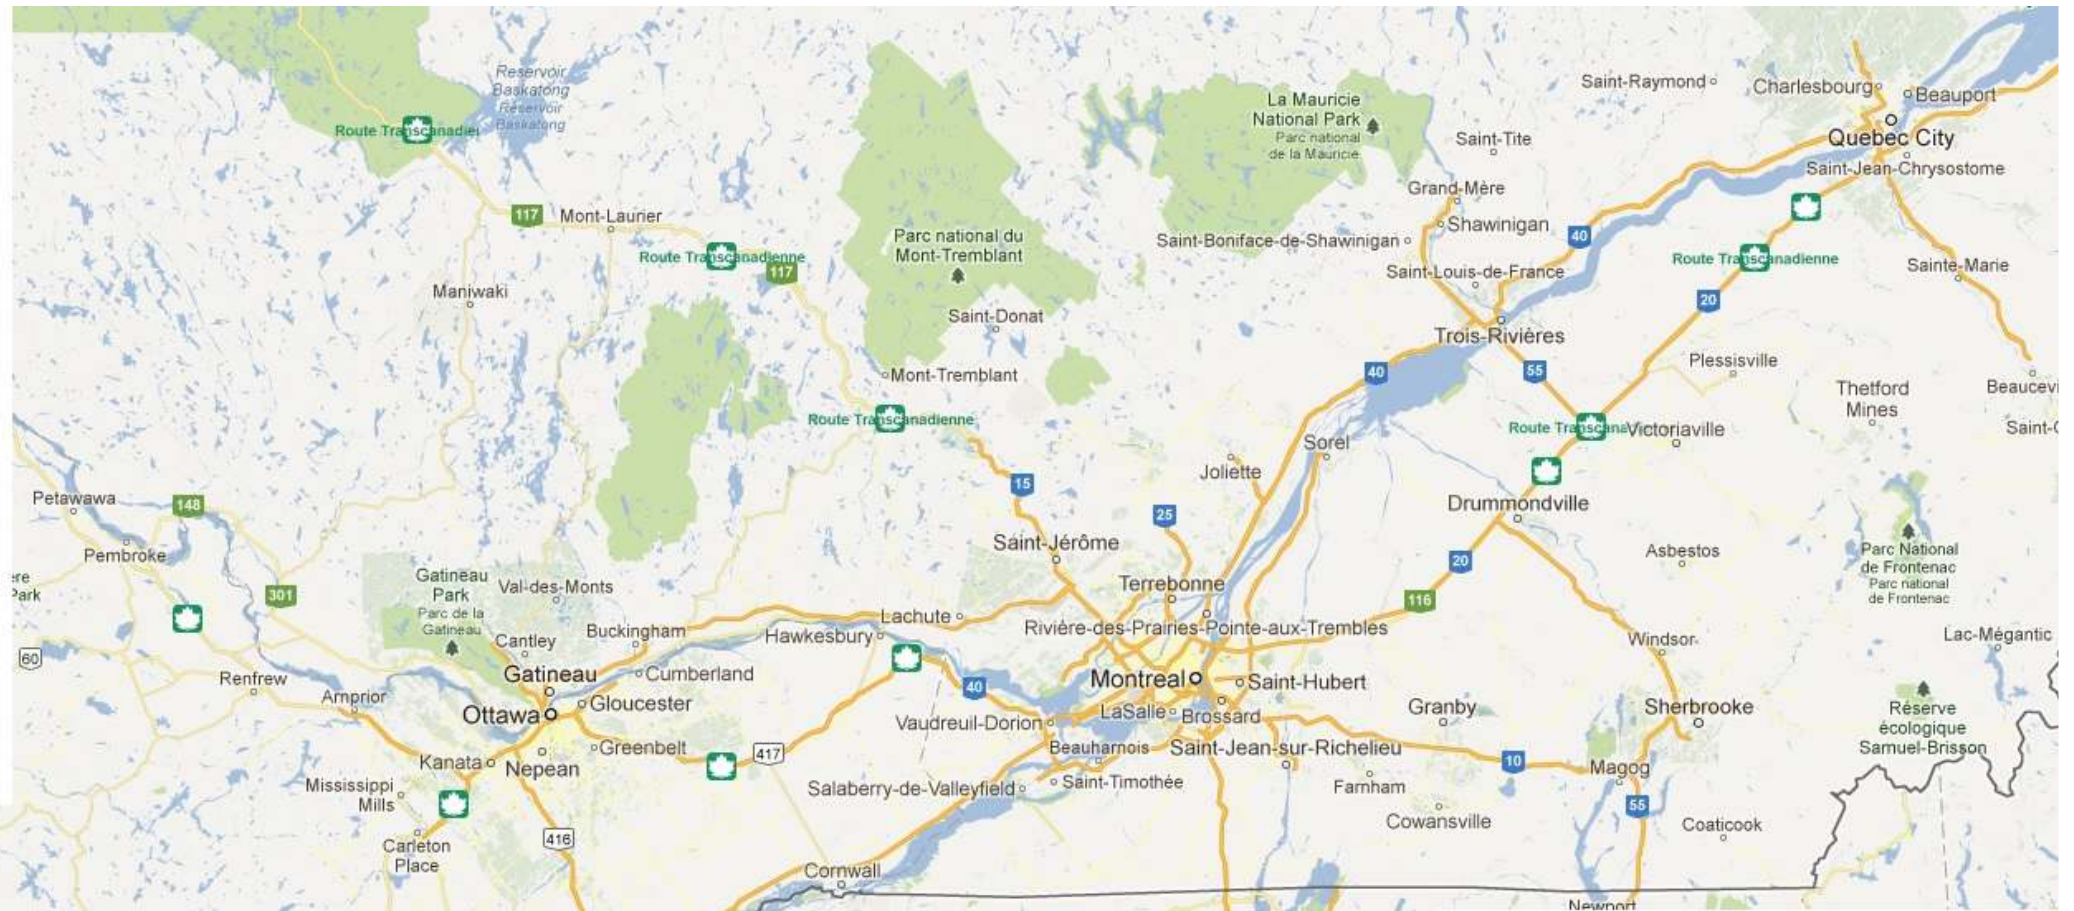 Reservoir
Baskatong
Réservoir
Baskatong
La Mauricie
National Park
Parc national
de la Mauricie
Saint-Raymond
Charlesbourg
Beauport
Quebec City
Saint-Jean-Chrysostome
Route Transcanadien
Saint-Tite
Grand-Mère
Shawinigan
117
Mont-Laurier
Route Transcanadienne
117
Parc national du
Mont-Tremblant
Saint-Boniface-de-Shawinigan
40
Saint-Louis-de-France
Route Transcanadienne
Sainte-Marie
Maniwaki
20
Saint-Donat
Trois-Rivières
Mont-Tremblant
40
55
Plessisville
Thetford
Mines
Beaucevi
Route Transcanadienne
Route Transcana
Victoriaville
Saint-G
Sorel
Joliette
Petawawa
148
15
25
Drummondville
Pembroke
Saint-Jérôme
20
Asbestos
Parc National
de Frontenac
Parc national
de Frontenac
ere
Park
301
Gatineau
Park
Parc de la
Gatineau
Val-des-Monts
Terrebonne
116
Lachute
Cantley
Buckingham
Hawkesbury
Rivière-des-Prairies-Pointe-aux-Trembles
Windsor
Lac-Mégantic
60
Renfrew
Arnprior
Gatineau
Cumberland
40
Montreal
Saint-Hubert
Ottawa
Gloucester
Vaudreuil-Dorion
LaSalle
Brossard
Granby
Sherbrooke
Réserve
écologique
Samuel-Brisson
Kanata
Nepean
Greenbelt
417
Beauharnois
Saint-Jean-sur-Richelieu
10
Magog
Mississippi
Mills
Salaberry-de-Valleyfield
Saint-Timothée
Farnham
55
Cowansville
Coaticook
Carleton
Place
416
Cornwall
Newport